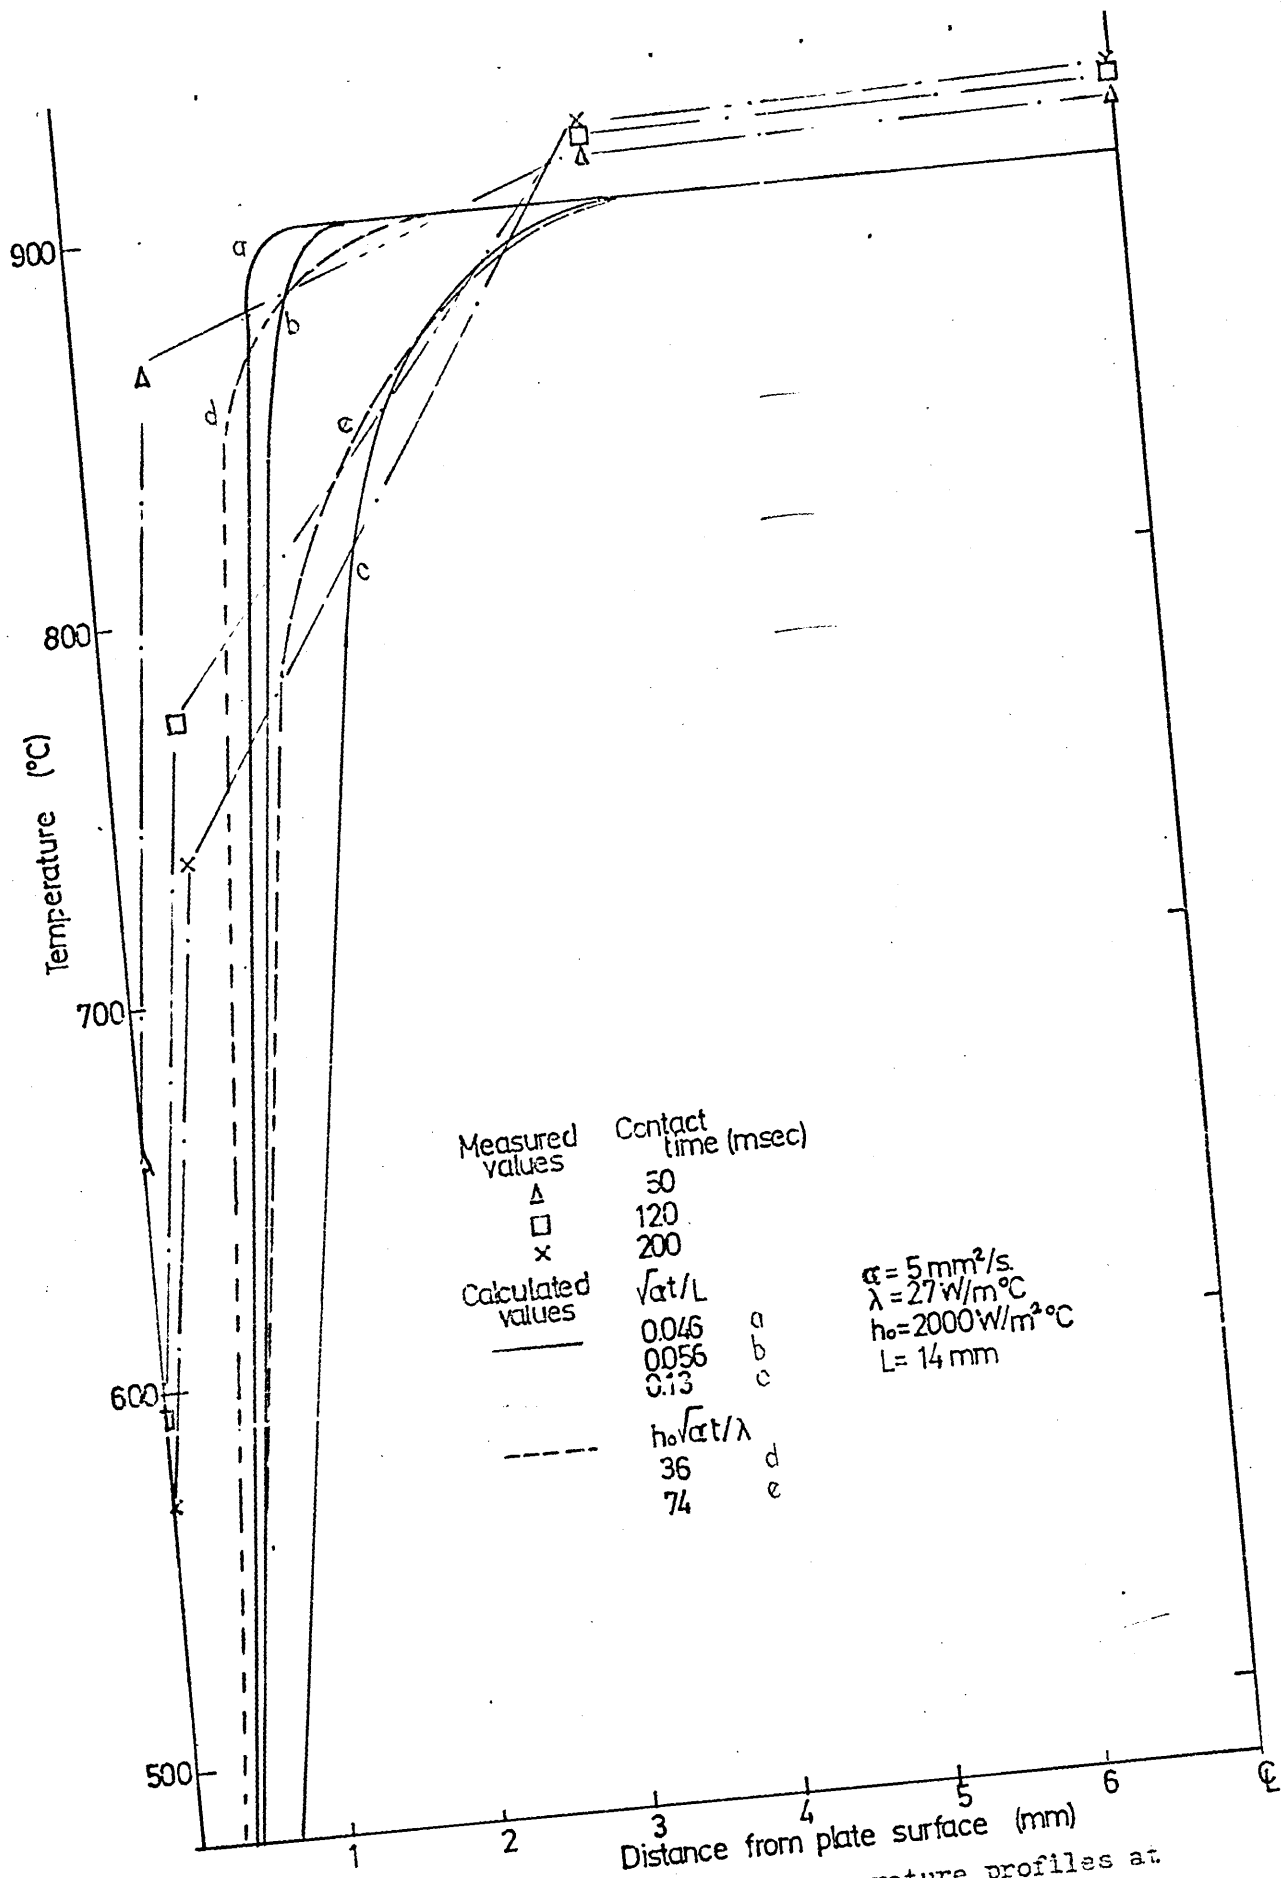 900
800
700
600
500
Temperature (°C)
a
b
d
e
c
Measured values
Contact time (msec)
Δ 50
□ 120
x 200
Calculated values
√αt/L
0.046 a
0.056 b
0.13 c
h₀√αt/λ
36 d
74 e
α = 5 mm²/s.
λ = 27 W/m°C
h₀ = 2000 W/m²°C
L = 14 mm
1 2 3 4 5 6 ℄
Distance from plate surface (mm)
profiles at